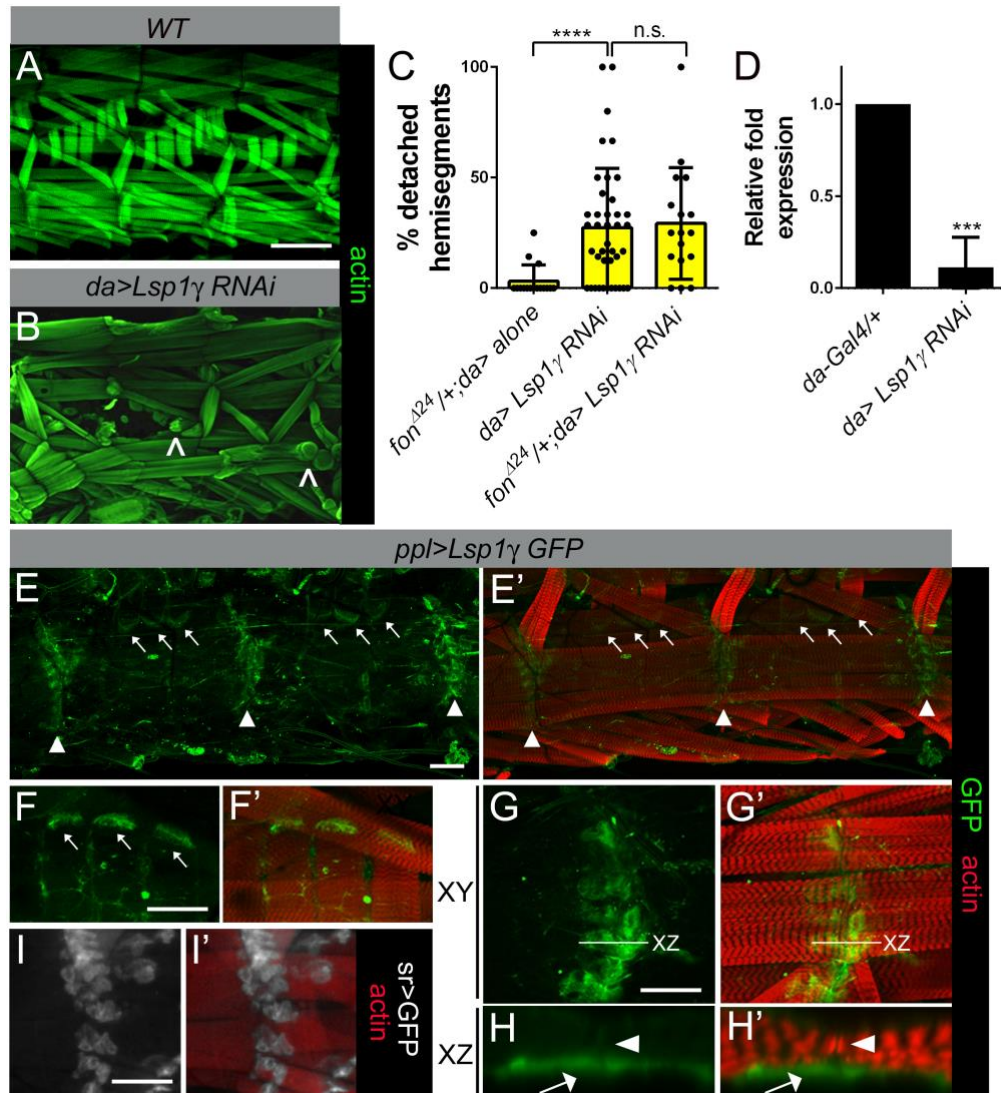 WT
A
actin
da>Lsp1γ RNAi
B
^
^
C
****
n.s.
% detached
hemisegments
100
50
0
fon^Δ24/+;da> alone
da> Lsp1γ RNAi
fon^Δ24/+;da> Lsp1γ RNAi
D
Relative fold
expression
1.0
0.5
0.0
***
da-Gal4/+
da> Lsp1γ RNAi
ppl>Lsp1γ GFP
E
E'
GFP actin
F
F'
XY
G
XZ
G'
XZ
I
I'
sr>GFP
actin
XZ
H
H'